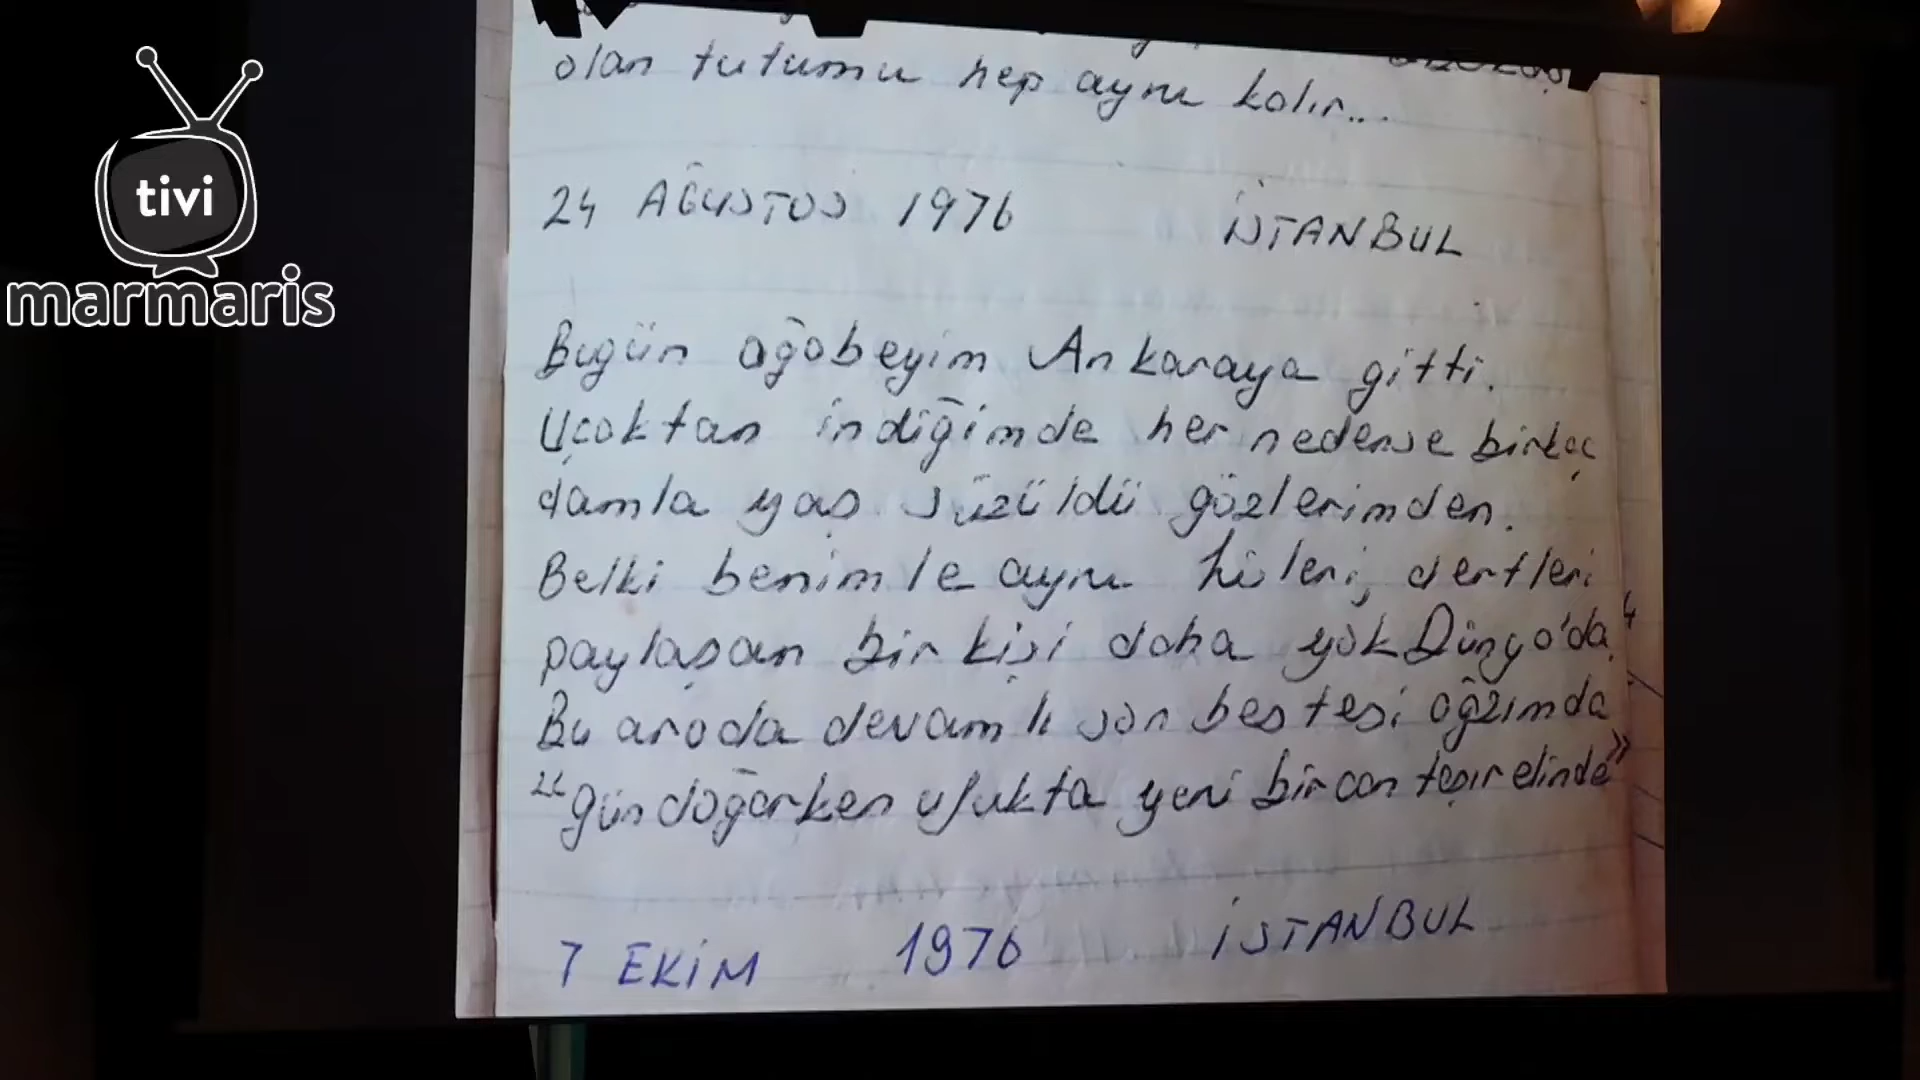 tivi
marmaris
olan tutumu hep aynı kalır...
24 AĞUSTOS 1976 İSTANBUL
Bugün ağabeyim Ankaraya gitti.
Uçaktan indiğimde her nedense birkaç
damla yaş süzüldü gözlerimden.
Belki benimle aynı hisleri, dertleri
paylaşan bir kişi daha yok Dünya'da.
Bu arada devamlı son bestesi ağzımda
"gün doğarken ufukta yeni bir can taşır elinde"
7 EKİM 1976 İSTANBUL